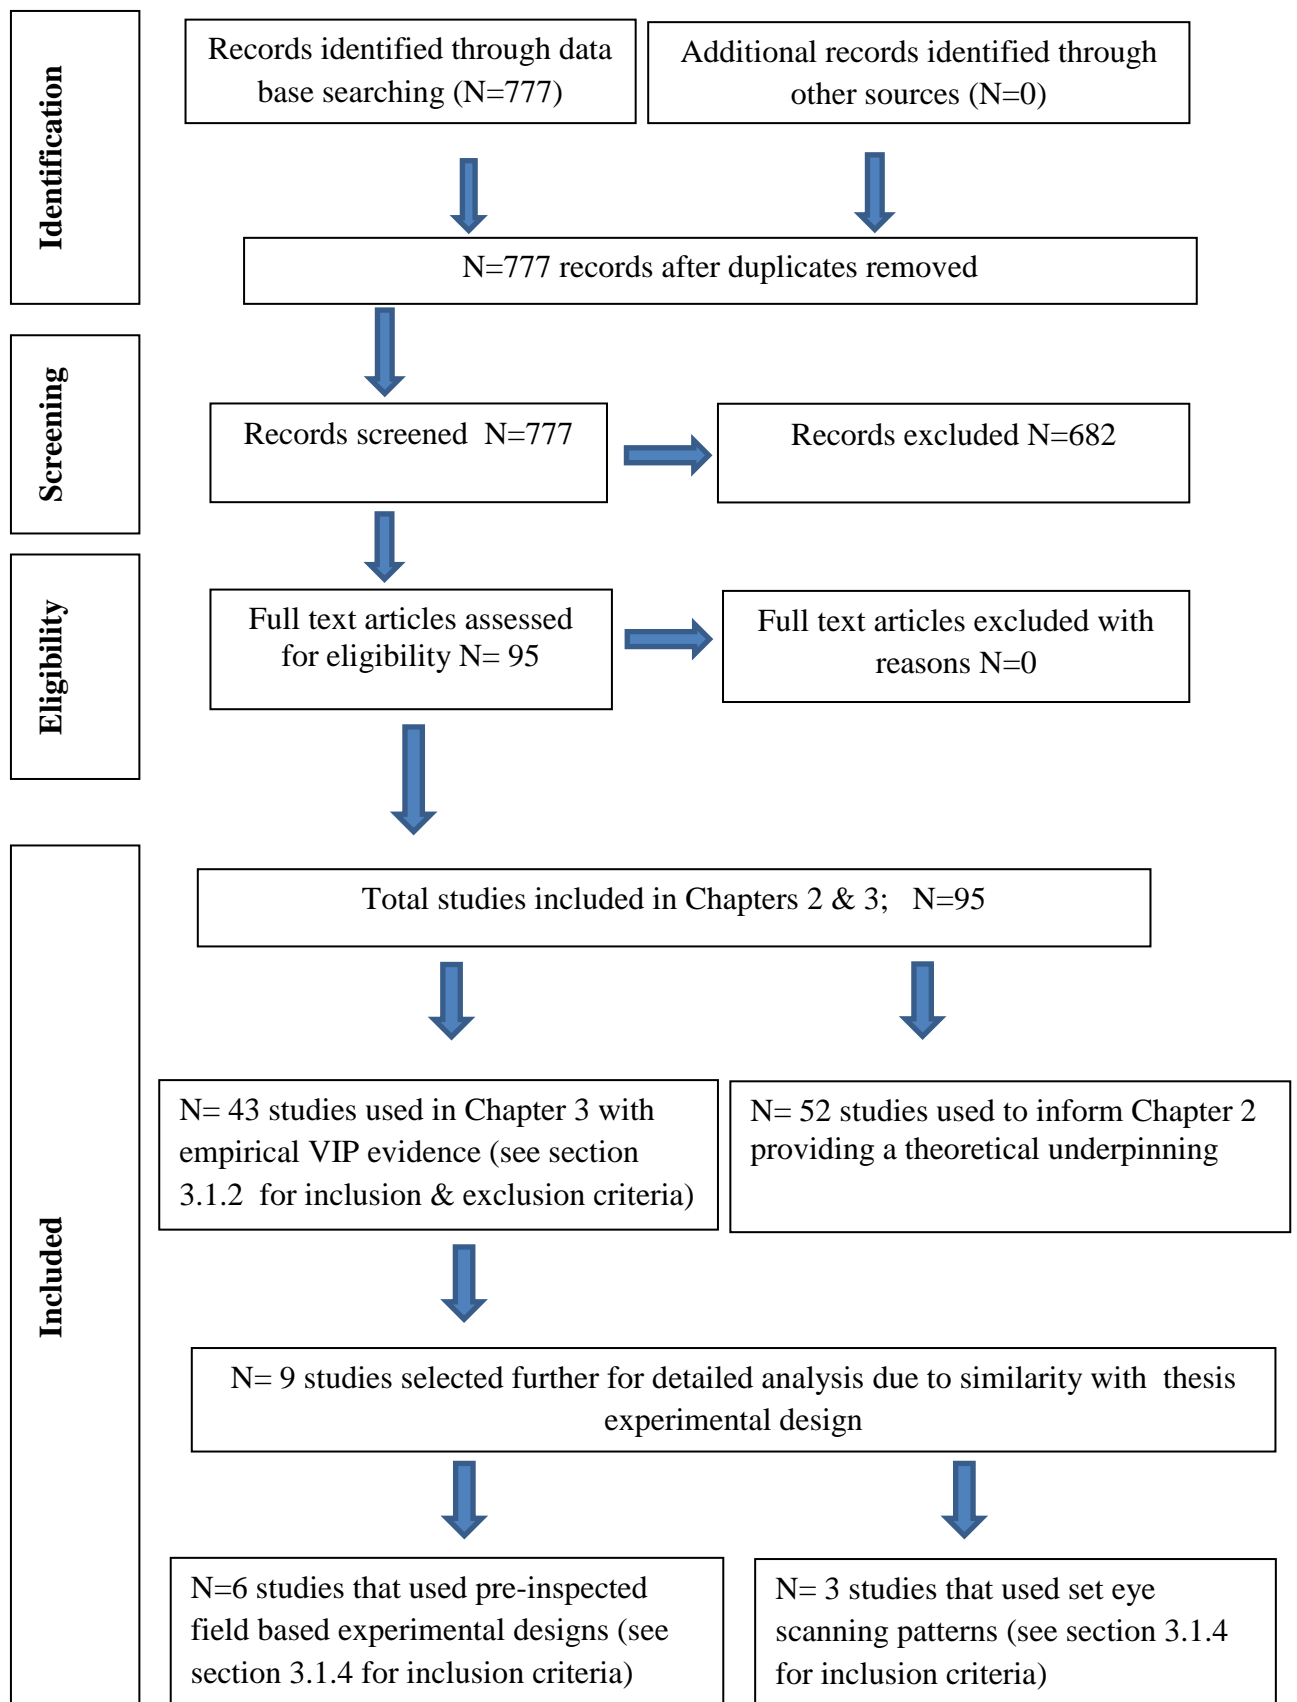 Identification
Records identified through data
base searching (N=777)
Additional records identified through
other sources (N=0)
N=777 records after duplicates removed
Screening
Records screened  N=777
Records excluded N=682
Eligibility
Full text articles assessed
for eligibility N= 95
Full text articles excluded with
reasons N=0
Included
Total studies included in Chapters 2 & 3;   N=95
N= 43 studies used in Chapter 3 with
empirical VIP evidence (see section
3.1.2  for inclusion & exclusion criteria)
N= 52 studies used to inform Chapter 2
providing a theoretical underpinning
N= 9 studies selected further for detailed analysis due to similarity with  thesis
experimental design
N=6 studies that used pre-inspected
field based experimental designs (see
section 3.1.4 for inclusion criteria)
N= 3 studies that used set eye
scanning patterns (see section 3.1.4
for inclusion criteria)